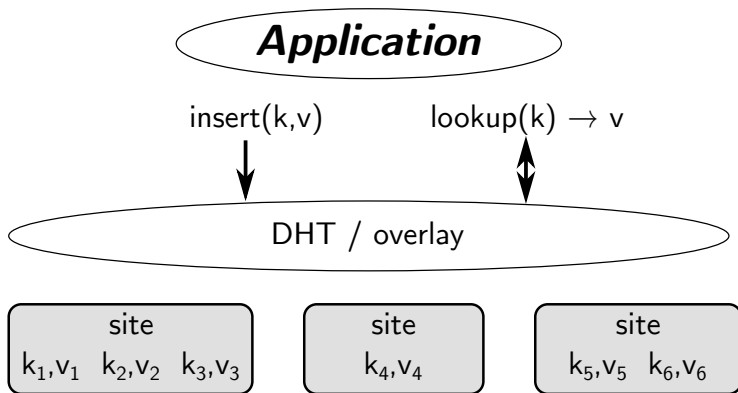 Application
insert(k,v) lookup(k) → v
DHT / overlay
site site site
k₁,v₁ k₂,v₂ k₃,v₃ k₄,v₄ k₅,v₅ k₆,v₆